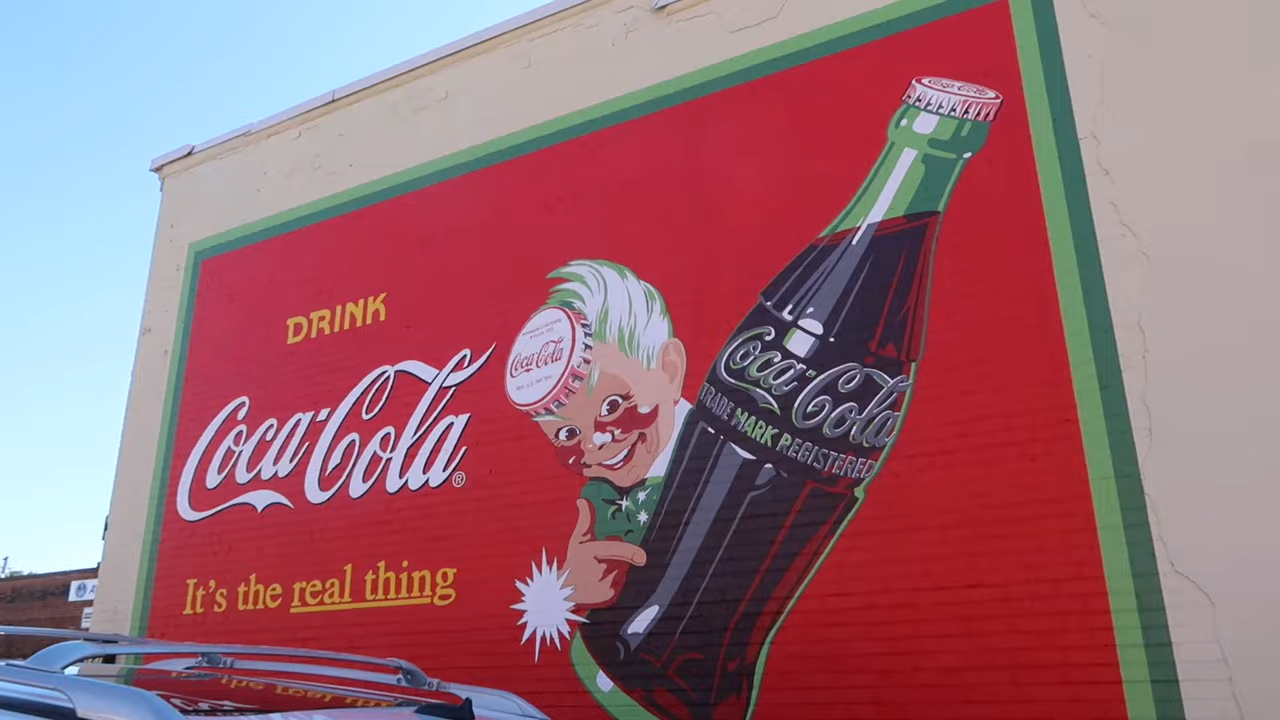 DRINK
Coca-Cola
®
It's the real thing
Coca-Cola
Coca-Cola
Coca-Cola
TRADE MARK REGISTERED